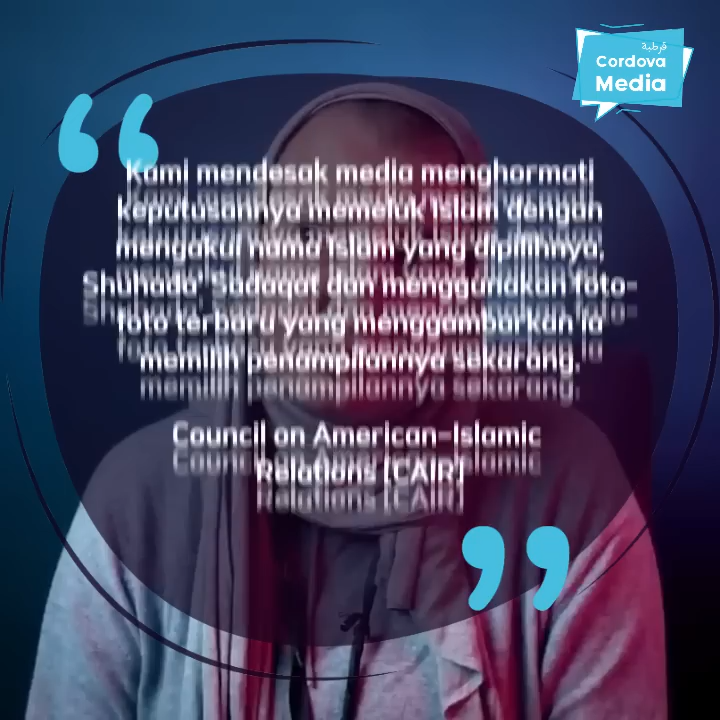 قرطبة
Cordova
Media
Kami mendesak media menghormati
keputusannya memeluk Islam dengan
mengakui nama Islam yang dipilihnya,
Shuhada' Sadaqat dan menggunakan foto-
foto terbaru yang menggambarkan ia
memilih penampilannya sekarang.
Council on American-Islamic
Relations (CAIR)